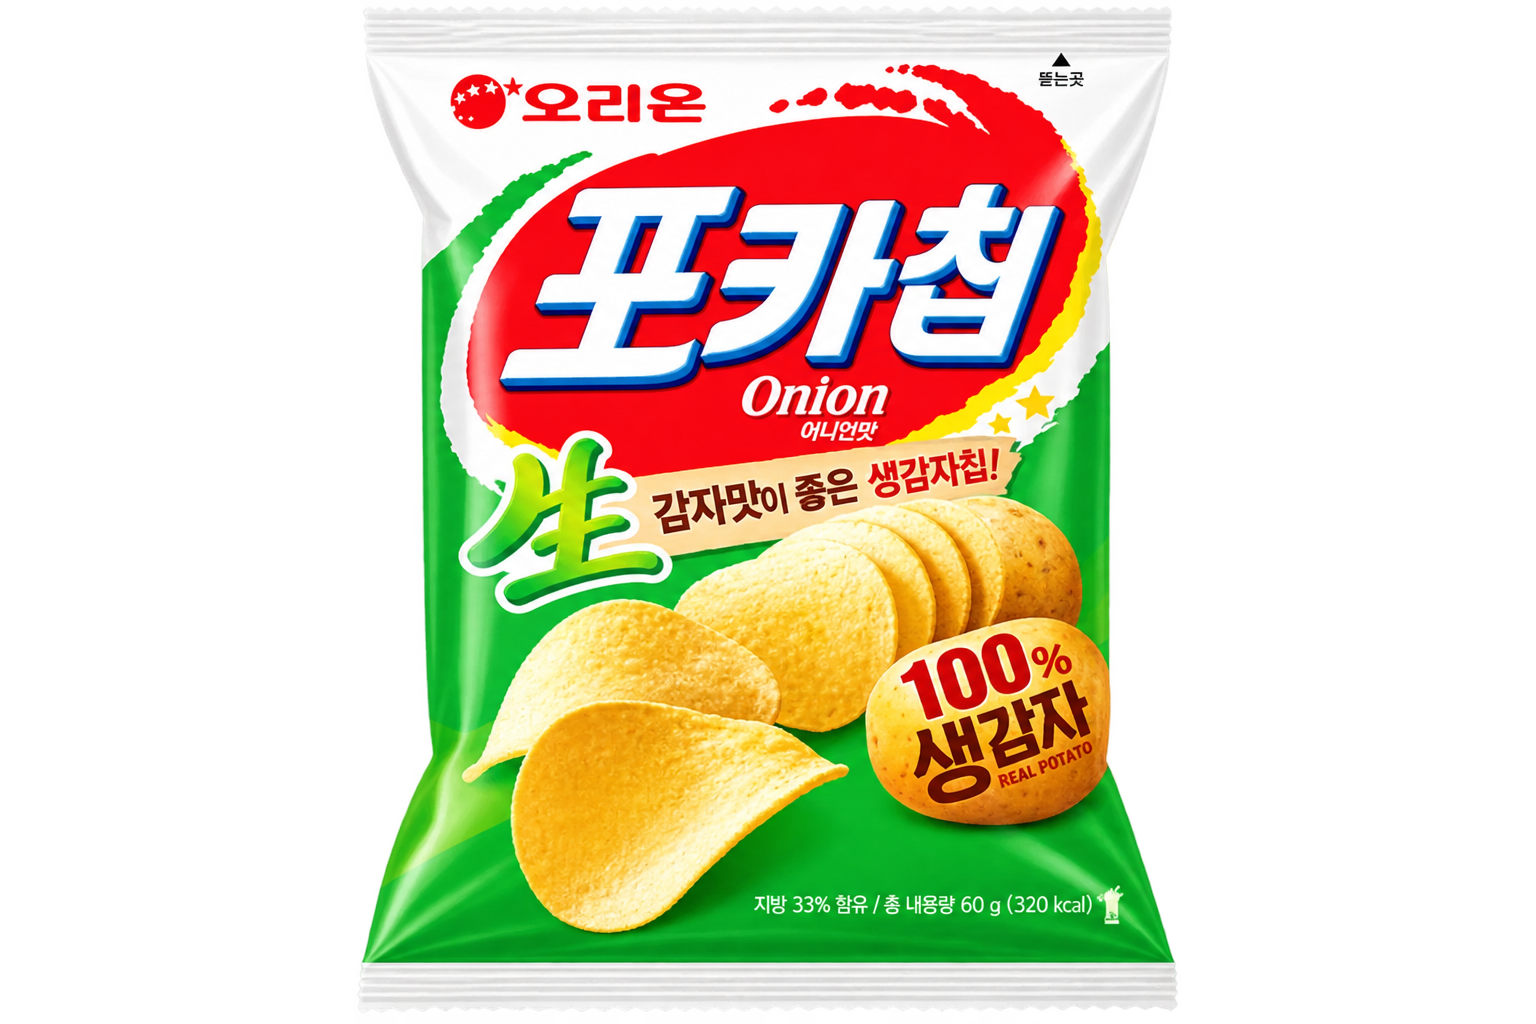 오리온
뜯는곳
포카칩
Onion
어니언맛
生
감자맛이 좋은 생감자칩!
100%
생감자
REAL POTATO
지방 33% 함유 / 총 내용량 60 g (320 kcal)